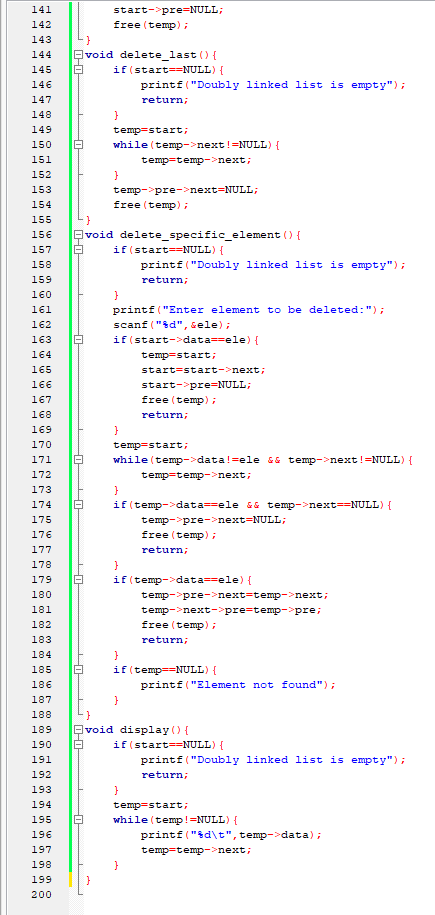 141 start->pre=NULL;
142 free(temp);
143 }
144 void delete_last(){
145 if(start==NULL){
146 printf("Doubly linked list is empty");
147 return;
148 }
149 temp=start;
150 while(temp->next!=NULL){
151 temp=temp->next;
152 }
153 temp->pre->next=NULL;
154 free(temp);
155 }
156 void delete_specific_element(){
157 if(start==NULL){
158 printf("Doubly linked list is empty");
159 return;
160 }
161 printf("Enter element to be deleted:");
162 scanf("%d",&ele);
163 if(start->data==ele){
164 temp=start;
165 start=start->next;
166 start->pre=NULL;
167 free(temp);
168 return;
169 }
170 temp=start;
171 while(temp->data!=ele && temp->next!=NULL){
172 temp=temp->next;
173 }
174 if(temp->data==ele && temp->next==NULL){
175 temp->pre->next=NULL;
176 free(temp);
177 return;
178 }
179 if(temp->data==ele){
180 temp->pre->next=temp->next;
181 temp->next->pre=temp->pre;
182 free(temp);
183 return;
184 }
185 if(temp==NULL){
186 printf("Element not found");
187 }
188 }
189 void display(){
190 if(start==NULL){
191 printf("Doubly linked list is empty");
192 return;
193 }
194 temp=start;
195 while(temp!=NULL){
196 printf("%d\t",temp->data);
197 temp=temp->next;
198 }
199 }
200